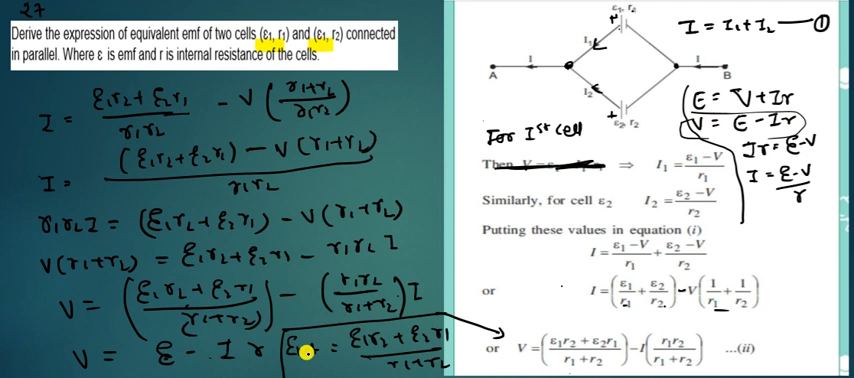 27
Derive the expression of equivalent emf of two cells (ε1, r1) and (ε1, r2) connected
in parallel. Where ε is emf and r is internal resistance of the cells.
I = (ε₁r₂ + ε₂r₁)/(r₁r₂) - V((r₁+r₂)/(r₁r₂))
I = ((ε₁r₂+ε₂r₁) - V(r₁+r₂))/(r₁r₂)
r₁r₂I = (ε₁r₂+ε₂r₁) - V(r₁+r₂)
V(r₁+r₂) = ε₁r₂+ε₂r₁ - r₁r₂ I
V = ((ε₁r₂+ε₂r₁)/(r₁+r₂)) - ((r₁r₂)/(r₁+r₂)) I
V = ε - I r
= (ε₁r₂+ε₂r₁)/(r₁+r₂)
ε₁, r₂
I₁
A I I B
I₂
+
ε₂, r₂
I = I₁+I₂ ①
E = V+Ir
V = E-Ir
Ir = E-V
I = (E-V)/r
For Ist cell
Then, V ⇒ I₁ = (ε₁ – V)/r₁
Similarly, for cell ε₂ I₂ = (ε₂ – V)/r₂
Putting these values in equation (i)
I = (ε₁ – V)/r₁ + (ε₂ – V)/r₂
or I = (ε₁/r₁ + ε₂/r₂) – V(1/r₁ + 1/r₂)
or V = ((ε₁r₂ + ε₂r₁)/(r₁ + r₂)) – I((r₁r₂)/(r₁ + r₂)) ...(ii)